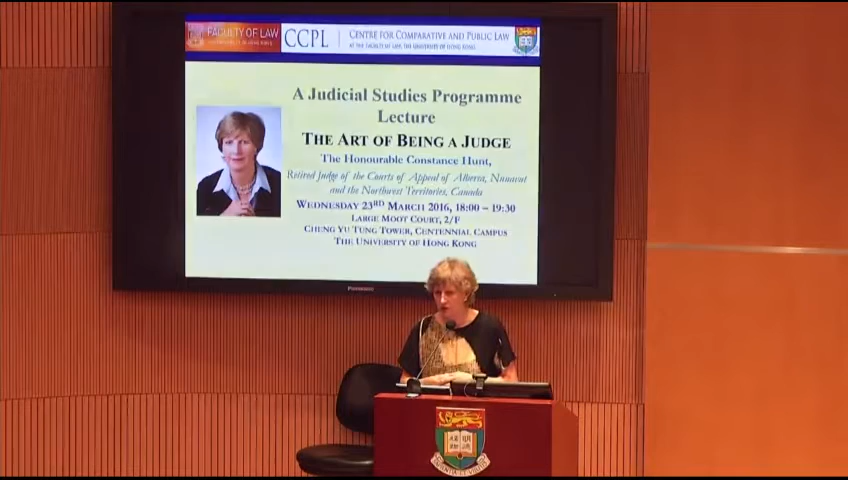 FACULTY OF LAW
CCPL
CENTRE FOR COMPARATIVE AND PUBLIC LAW
AT THE FACULTY OF LAW, THE UNIVERSITY OF HONG KONG
A Judicial Studies Programme
Lecture
THE ART OF BEING A JUDGE
The Honourable Constance Hunt,
Retired Judge of the Courts of Appeal of Alberta, Nunavut
and the Northwest Territories, Canada
WEDNESDAY 23RD MARCH 2016, 18:00 – 19:30
LARGE MOOT COURT, 2/F
CHENG YU TUNG TOWER, CENTENNIAL CAMPUS
THE UNIVERSITY OF HONG KONG
Panasonic